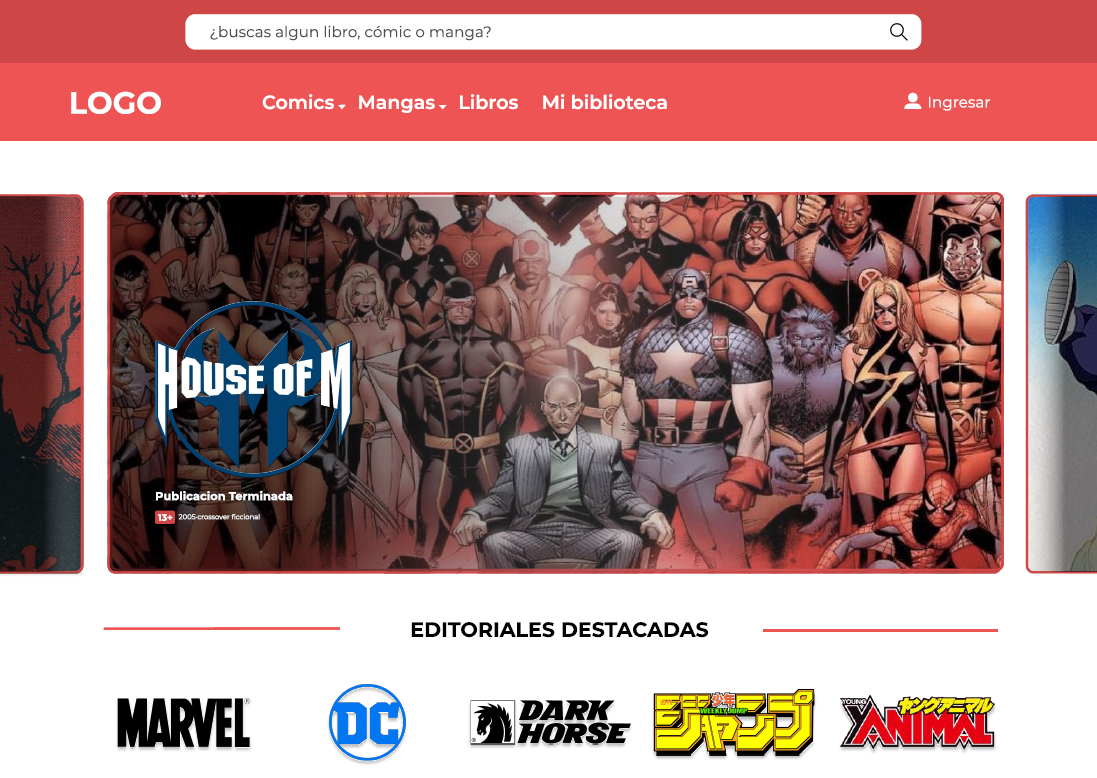 ¿buscas algun libro, cómic o manga?
LOGO
Comics Mangas Libros Mi biblioteca
Ingresar
HOUSE OF M
Publicacion Terminada
13+ 2005-crossover ficcional
EDITORIALES DESTACADAS
MARVEL
DC
DARK
HORSE
少年
WEEKLY JUMP
ジャンプ
YOUNG
ヤングアニマル
ANIMAL